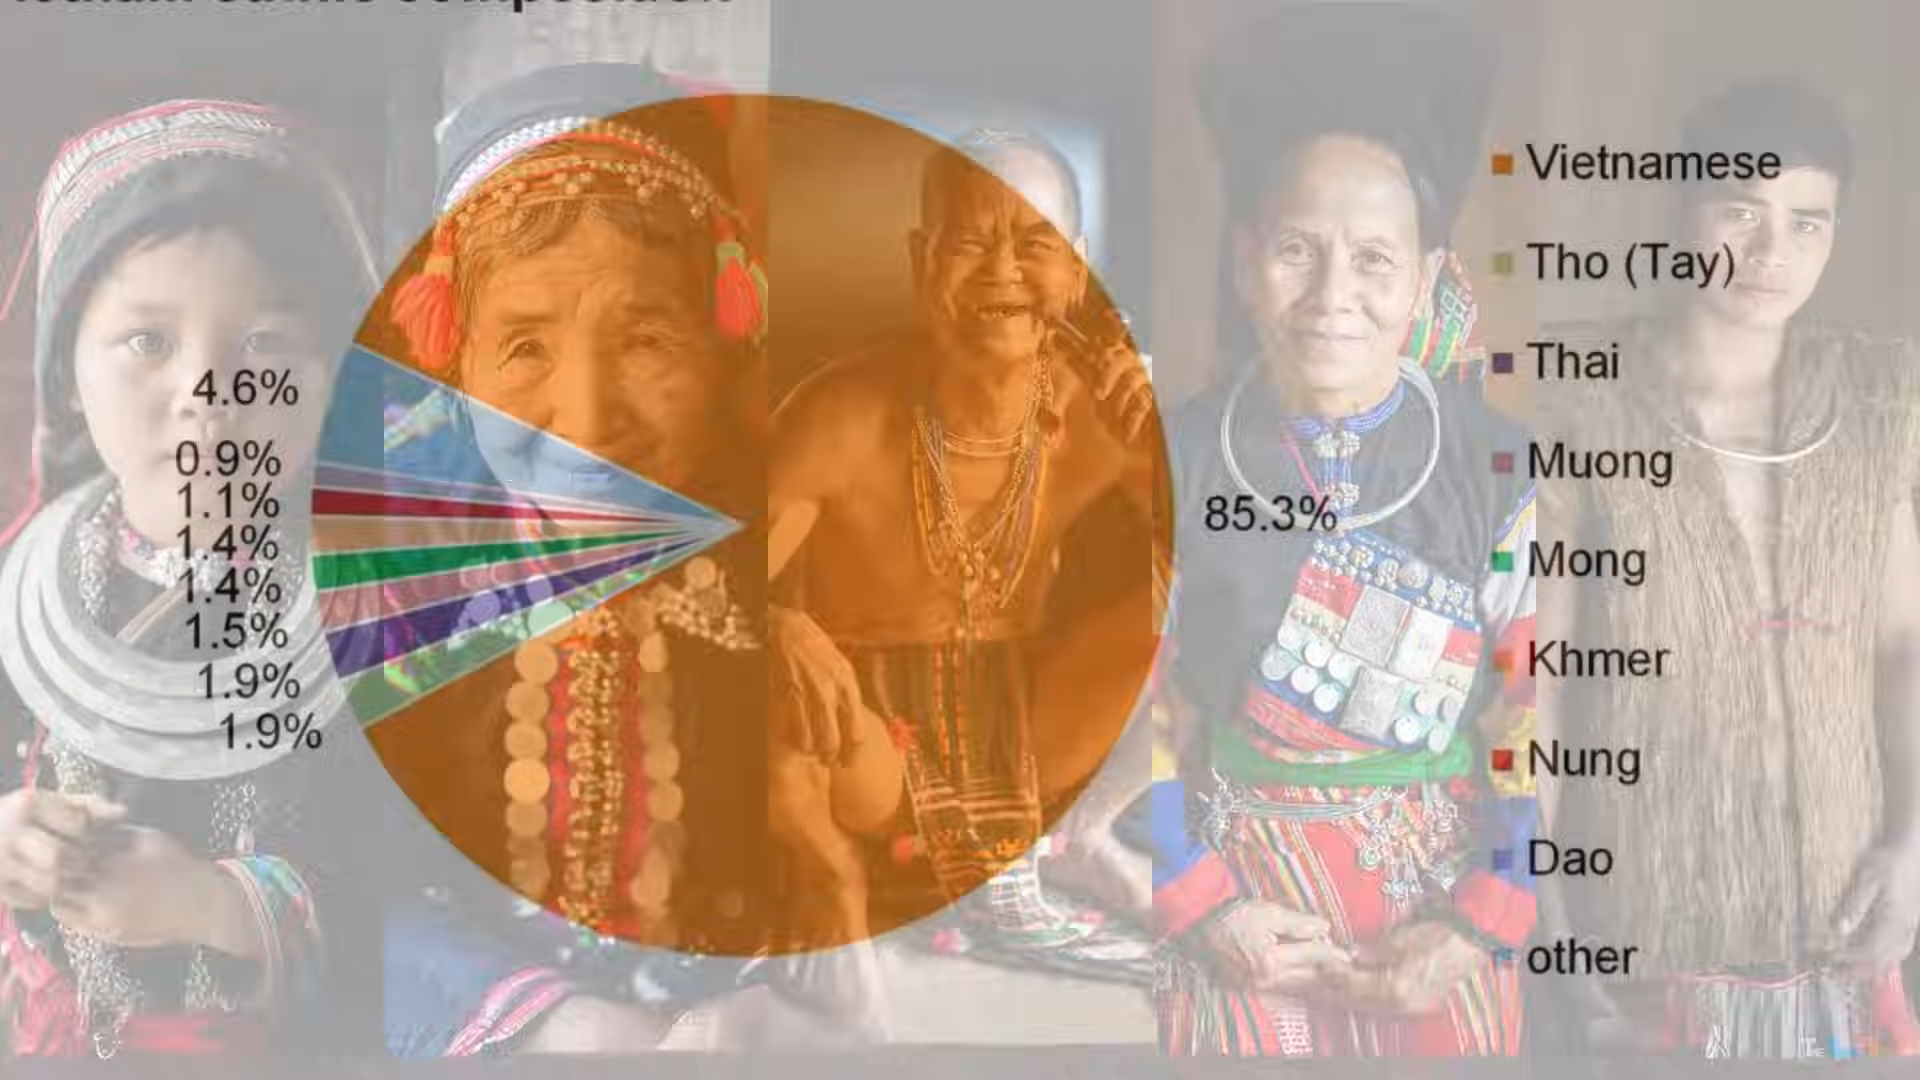 Vietnamese
Tho (Tay)
Thai
Muong
Mong
Khmer
Nung
Dao
other
4.6%
0.9%
1.1%
1.4%
1.4%
1.5%
1.9%
1.9%
85.3%